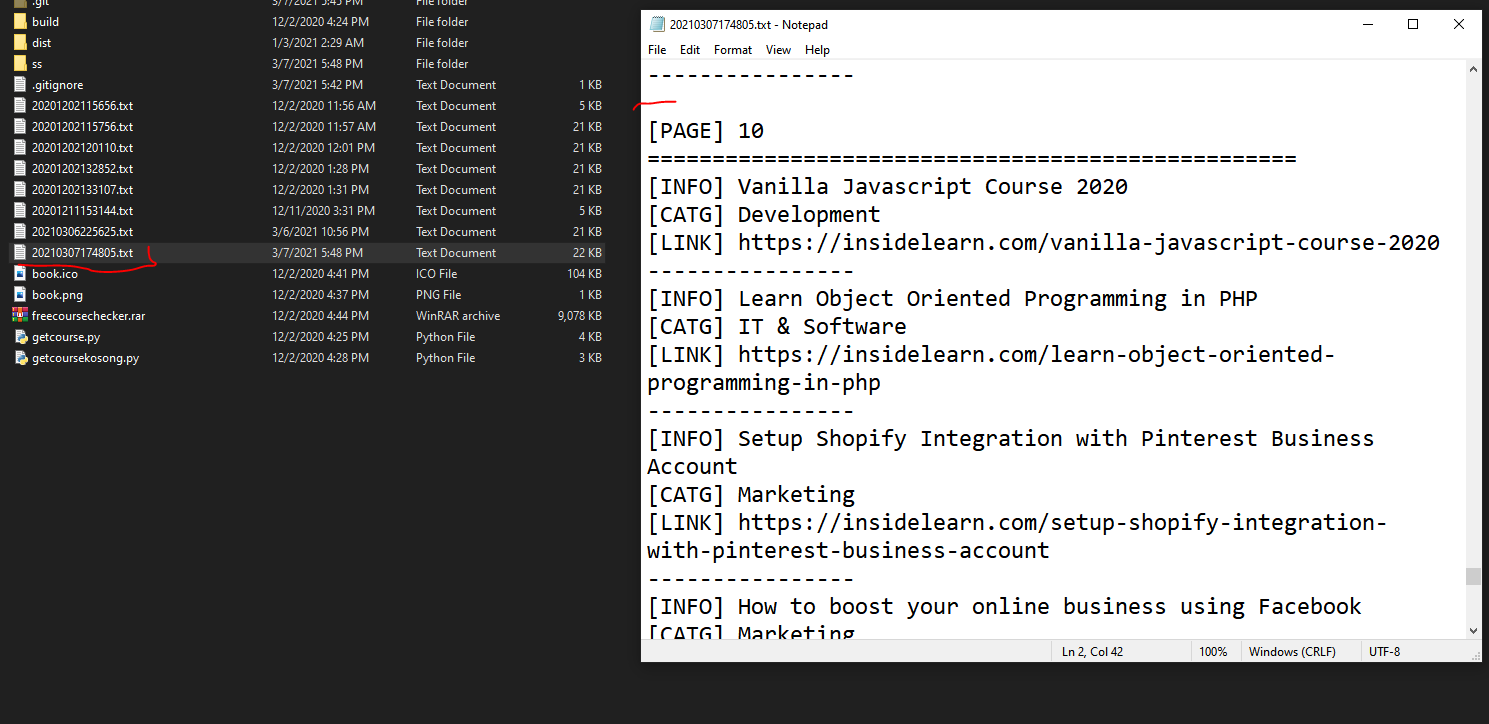 .git 3/7/2021 5:45 PM File folder
build 12/2/2020 4:24 PM File folder
dist 1/3/2021 2:29 AM File folder
ss 3/7/2021 5:48 PM File folder
.gitignore 3/7/2021 5:42 PM Text Document 1 KB
20201202115656.txt 12/2/2020 11:56 AM Text Document 5 KB
20201202115756.txt 12/2/2020 11:57 AM Text Document 21 KB
20201202120110.txt 12/2/2020 12:01 PM Text Document 21 KB
20201202132852.txt 12/2/2020 1:28 PM Text Document 21 KB
20201202133107.txt 12/2/2020 1:31 PM Text Document 21 KB
20201211153144.txt 12/11/2020 3:31 PM Text Document 5 KB
20210306225625.txt 3/6/2021 10:56 PM Text Document 21 KB
20210307174805.txt 3/7/2021 5:48 PM Text Document 22 KB
book.ico 12/2/2020 4:41 PM ICO File 104 KB
book.png 12/2/2020 4:37 PM PNG File 1 KB
freecoursechecker.rar 12/2/2020 4:44 PM WinRAR archive 9,078 KB
getcourse.py 12/2/2020 4:25 PM Python File 4 KB
getcoursekosong.py 12/2/2020 4:28 PM Python File 3 KB
20210307174805.txt - Notepad
File Edit Format View Help
----------------
[PAGE] 10
==================================================
[INFO] Vanilla Javascript Course 2020
[CATG] Development
[LINK] https://insidelearn.com/vanilla-javascript-course-2020
----------------
[INFO] Learn Object Oriented Programming in PHP
[CATG] IT & Software
[LINK] https://insidelearn.com/learn-object-oriented-
programming-in-php
----------------
[INFO] Setup Shopify Integration with Pinterest Business
Account
[CATG] Marketing
[LINK] https://insidelearn.com/setup-shopify-integration-
with-pinterest-business-account
----------------
[INFO] How to boost your online business using Facebook
[CATG] Marketing
Ln 2, Col 42 100% Windows (CRLF) UTF-8